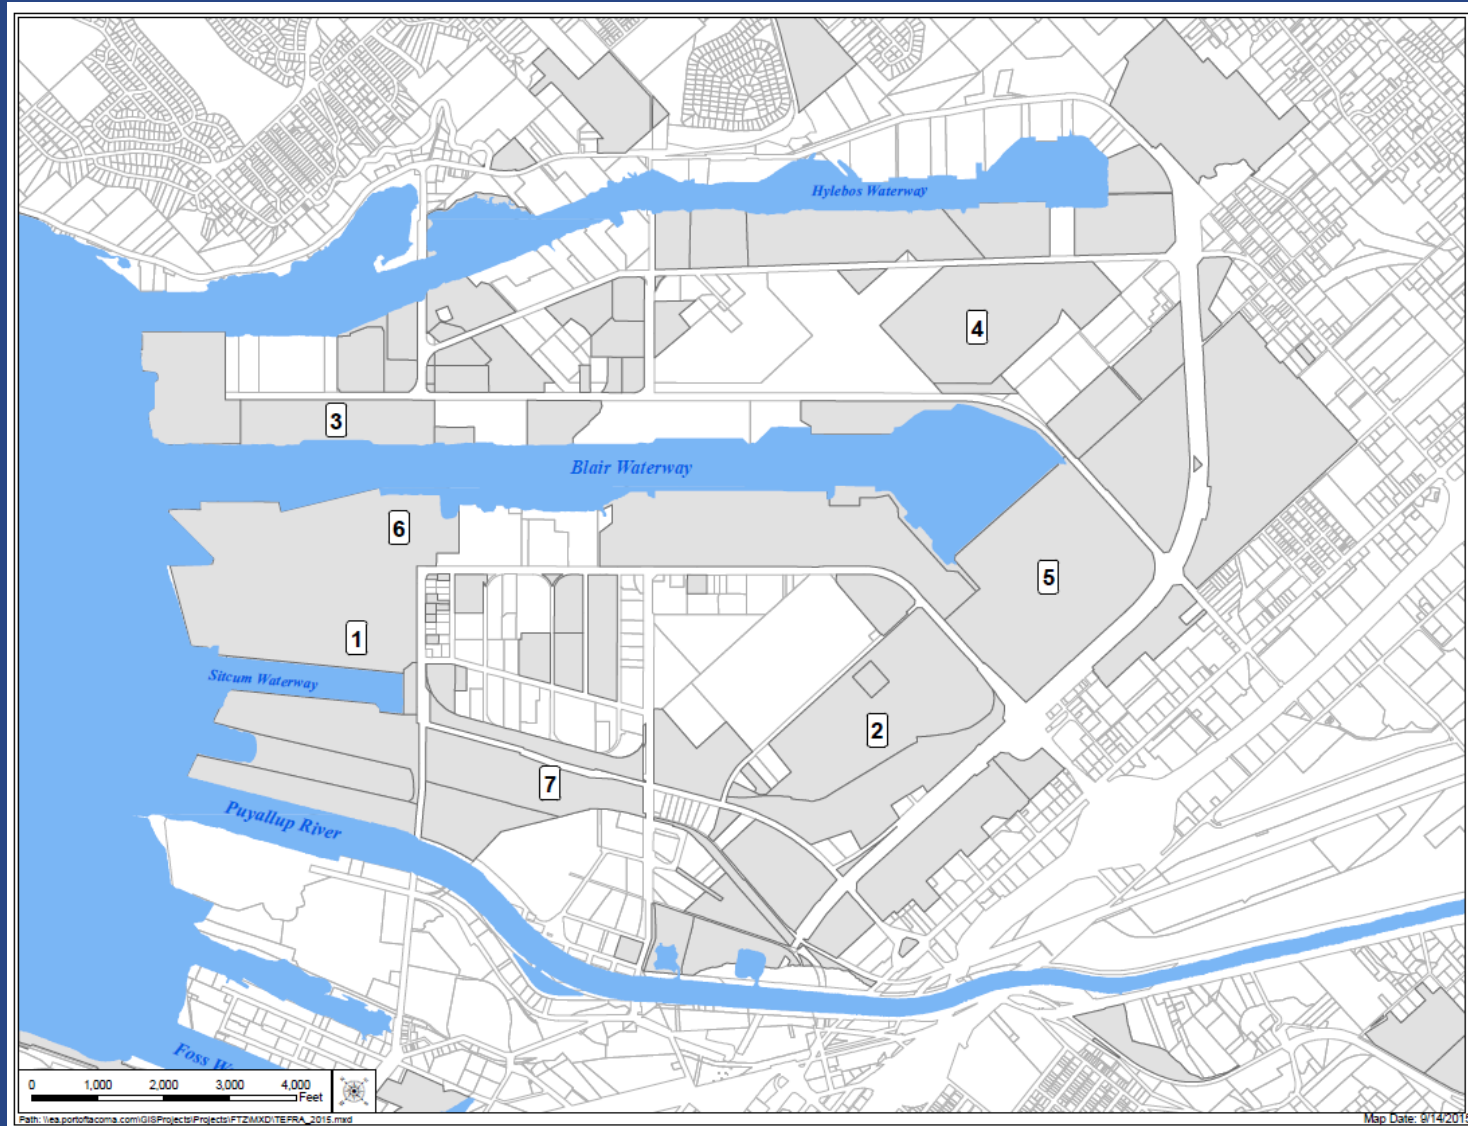 Hylebos Waterway
4
3
Blair Waterway
6
5
1
Sitcum Waterway
2
7
Puyallup River
Foss W
0 1,000 2,000 3,000 4,000
Feet
Path: \\ea.portoftacoma.com\GISProjects\Projects\FTZ\MXD\TEFRA_2015.mxd
Map Date: 9/14/2015